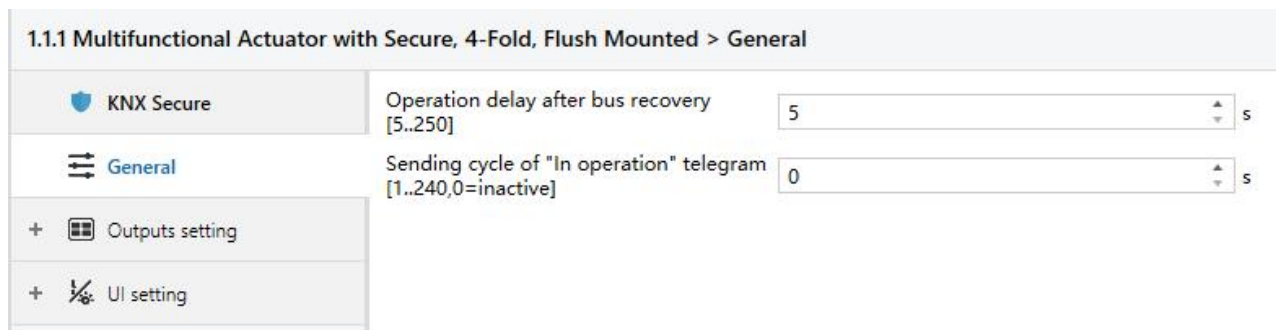 1.1.1 Multifunctional Actuator with Secure, 4-Fold, Flush Mounted > General
KNX Secure
Operation delay after bus recovery
[5..250]
5
s
General
Sending cycle of "In operation" telegram
[1..240,0=inactive]
0
s
+ Outputs setting
+ UI setting